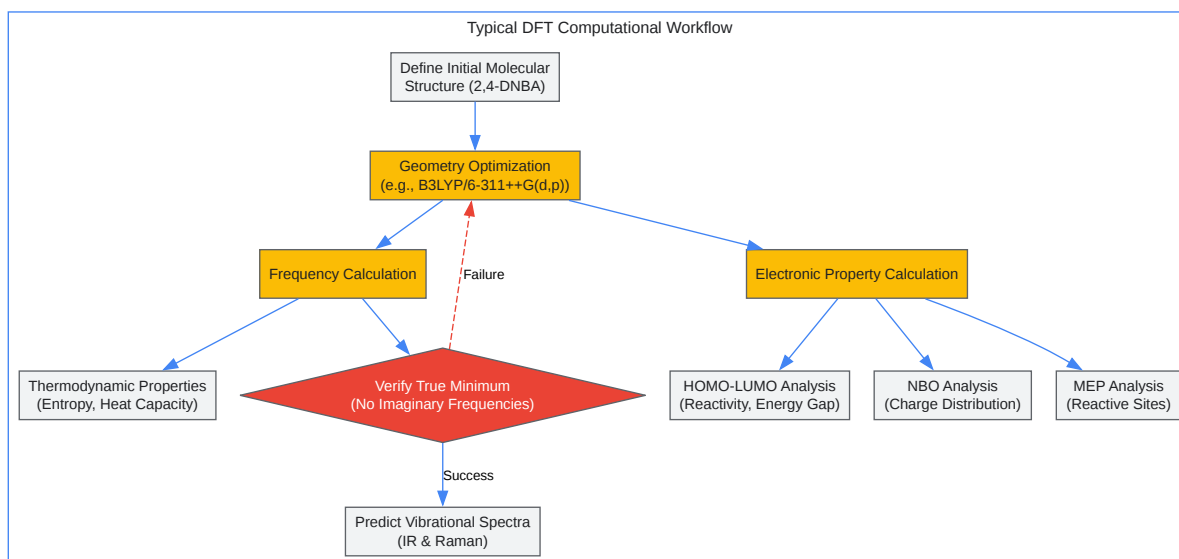 Typical DFT Computational Workflow
Define Initial Molecular
Structure (2,4-DNBA)
Geometry Optimization
(e.g., B3LYP/6-311++G(d,p))
Frequency Calculation
Failure
Electronic Property Calculation
Thermodynamic Properties
(Entropy, Heat Capacity)
Verify True Minimum
(No Imaginary Frequencies)
HOMO-LUMO Analysis
(Reactivity, Energy Gap)
NBO Analysis
(Charge Distribution)
MEP Analysis
(Reactive Sites)
Success
Predict Vibrational Spectra
(IR & Raman)